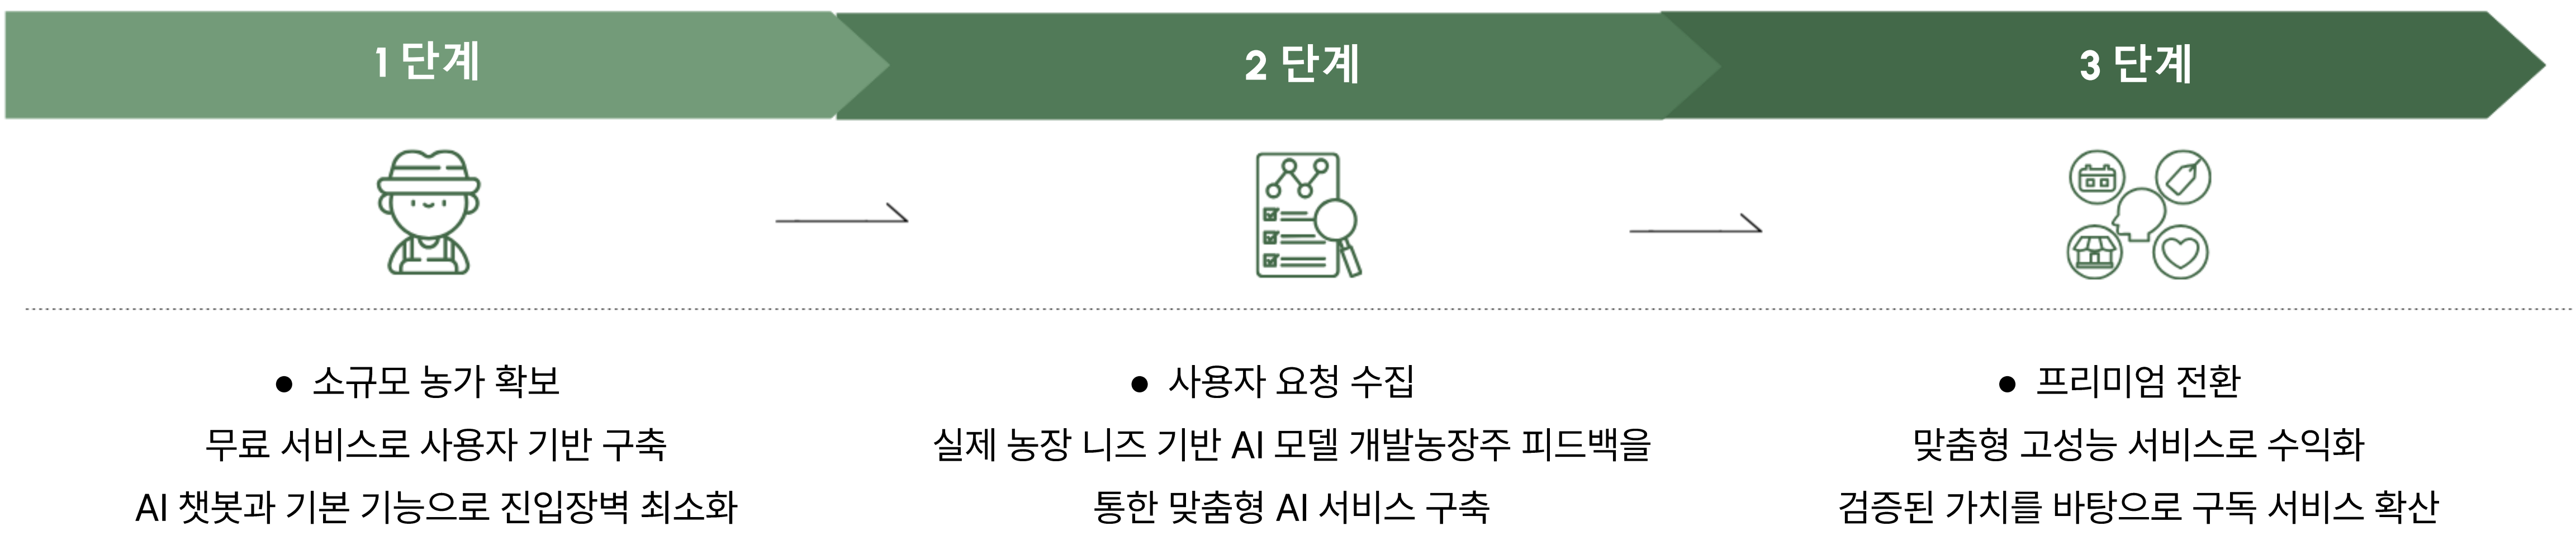 1 단계
2 단계
3 단계
● 소규모 농가 확보
무료 서비스로 사용자 기반 구축
AI 챗봇과 기본 기능으로 진입장벽 최소화
● 사용자 요청 수집
실제 농장 니즈 기반 AI 모델 개발농장주 피드백을
통한 맞춤형 AI 서비스 구축
● 프리미엄 전환
맞춤형 고성능 서비스로 수익화
검증된 가치를 바탕으로 구독 서비스 확산